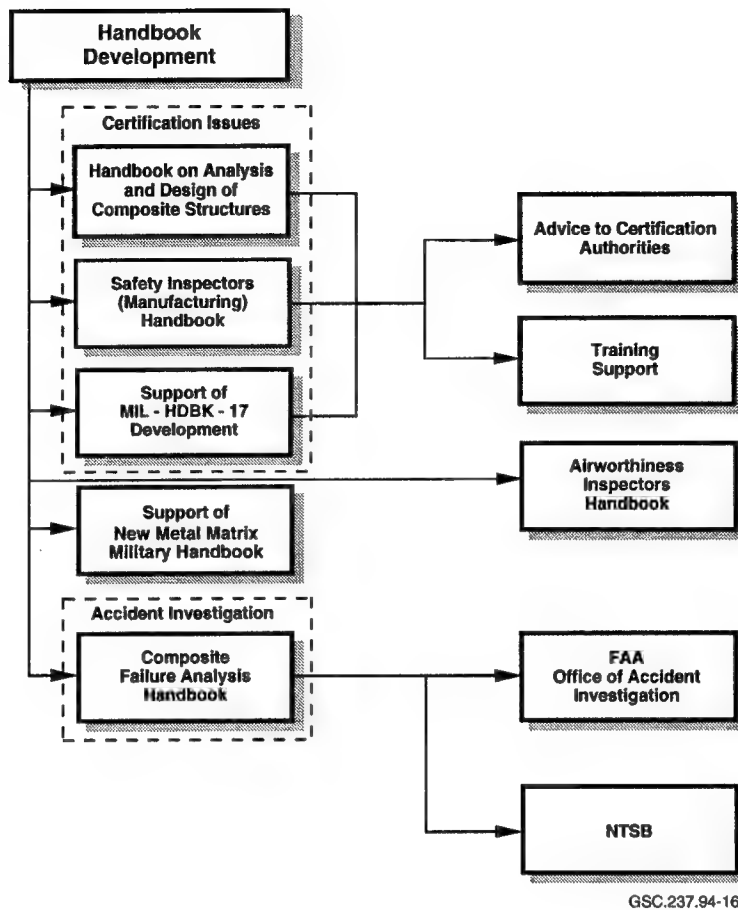 Handbook
Development
Certification Issues
Handbook on Analysis
and Design of
Composite Structures
Safety Inspectors
(Manufacturing)
Handbook
Support of
MIL - HDBK - 17
Development
Advice to Certification
Authorities
Training
Support
Airworthiness
Inspectors
Handbook
Support of
New Metal Matrix
Military Handbook
Accident Investigation
Composite
Failure Analysis
Handbook
FAA
Office of Accident
Investigation
NTSB
GSC.237.94-16